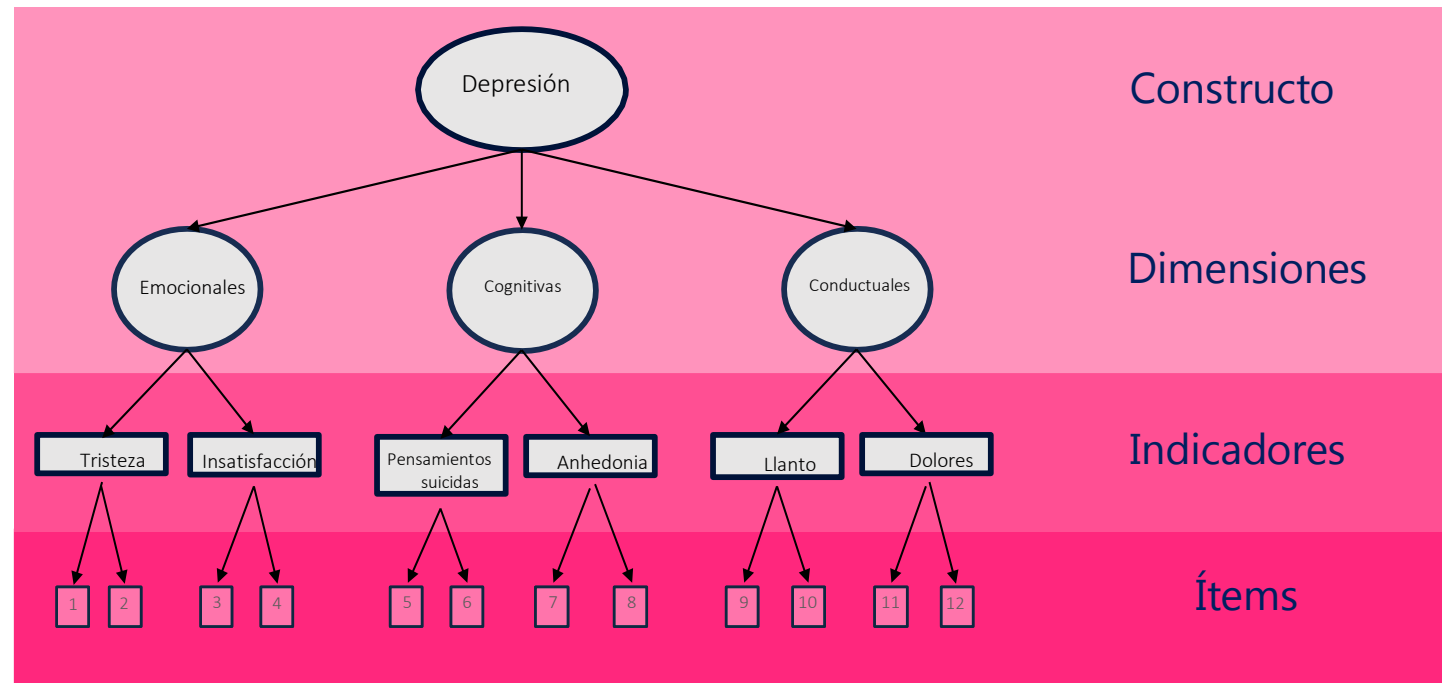 Depresión
Constructo
Emocionales
Cognitivas
Conductuales
Dimensiones
Tristeza
Insatisfacción
Pensamientos
suicidas
Anhedonia
Llanto
Dolores
Indicadores
1
2
3
4
5
6
7
8
9
10
11
12
Ítems